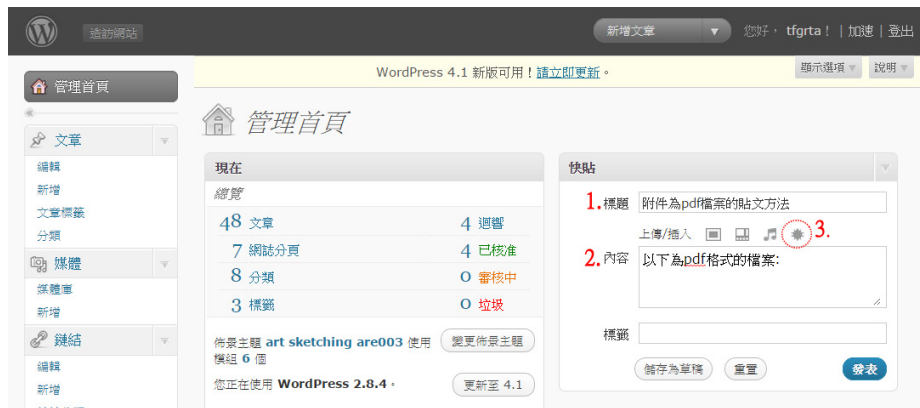 造訪網站
新增文章
您好， tfgrta！ | 加速 | 登出
WordPress 4.1 新版可用！請立即更新。
顯示選項
說明
管理首頁
管理首頁
文章
編輯
新增
文章標籤
分類
媒體
媒體庫
新增
鏈結
編輯
新增
現在
總覽
48 文章 4 迴響
7 網誌分頁 4 已核准
8 分類 0 審核中
3 標籤 0 垃圾
佈景主題 art sketching are003 使用
模組 6 個
變更佈景主題
您正在使用 WordPress 2.8.4。
更新至 4.1
快貼
1. 標題 附件為pdf檔案的貼文方法
上傳/插入 3.
2. 內容 以下為pdf格式的檔案:
標籤
儲存為草稿 重置 發表